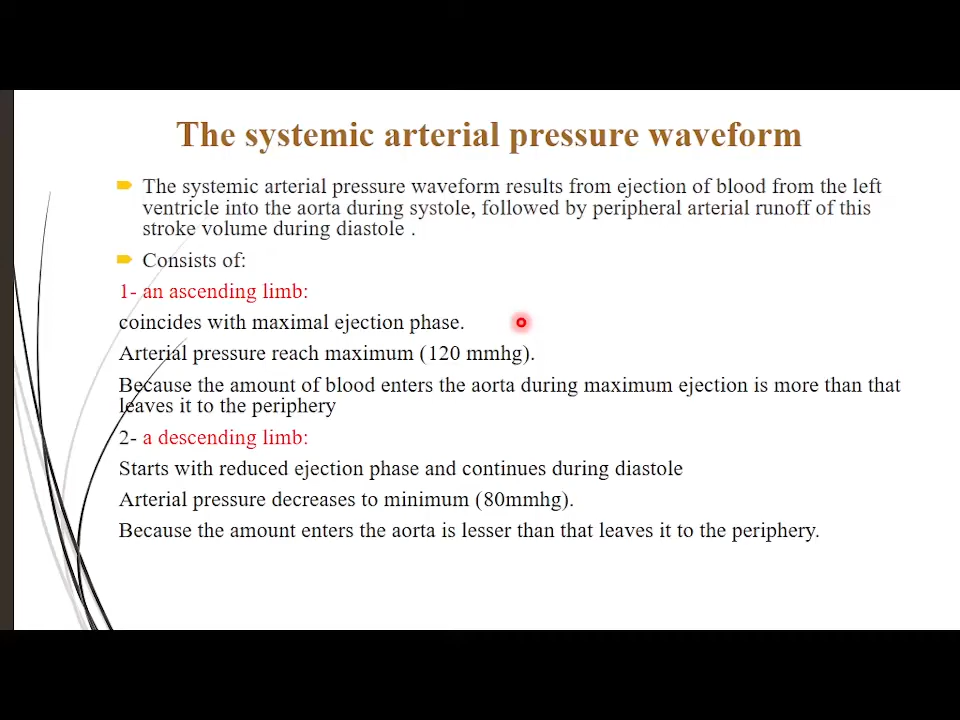 The systemic arterial pressure waveform
The systemic arterial pressure waveform results from ejection of blood from the left
ventricle into the aorta during systole, followed by peripheral arterial runoff of this
stroke volume during diastole .
Consists of:
1- an ascending limb:
coincides with maximal ejection phase.
Arterial pressure reach maximum (120 mmhg).
Because the amount of blood enters the aorta during maximum ejection is more than that
leaves it to the periphery
2- a descending limb:
Starts with reduced ejection phase and continues during diastole
Arterial pressure decreases to minimum (80mmhg).
Because the amount enters the aorta is lesser than that leaves it to the periphery.